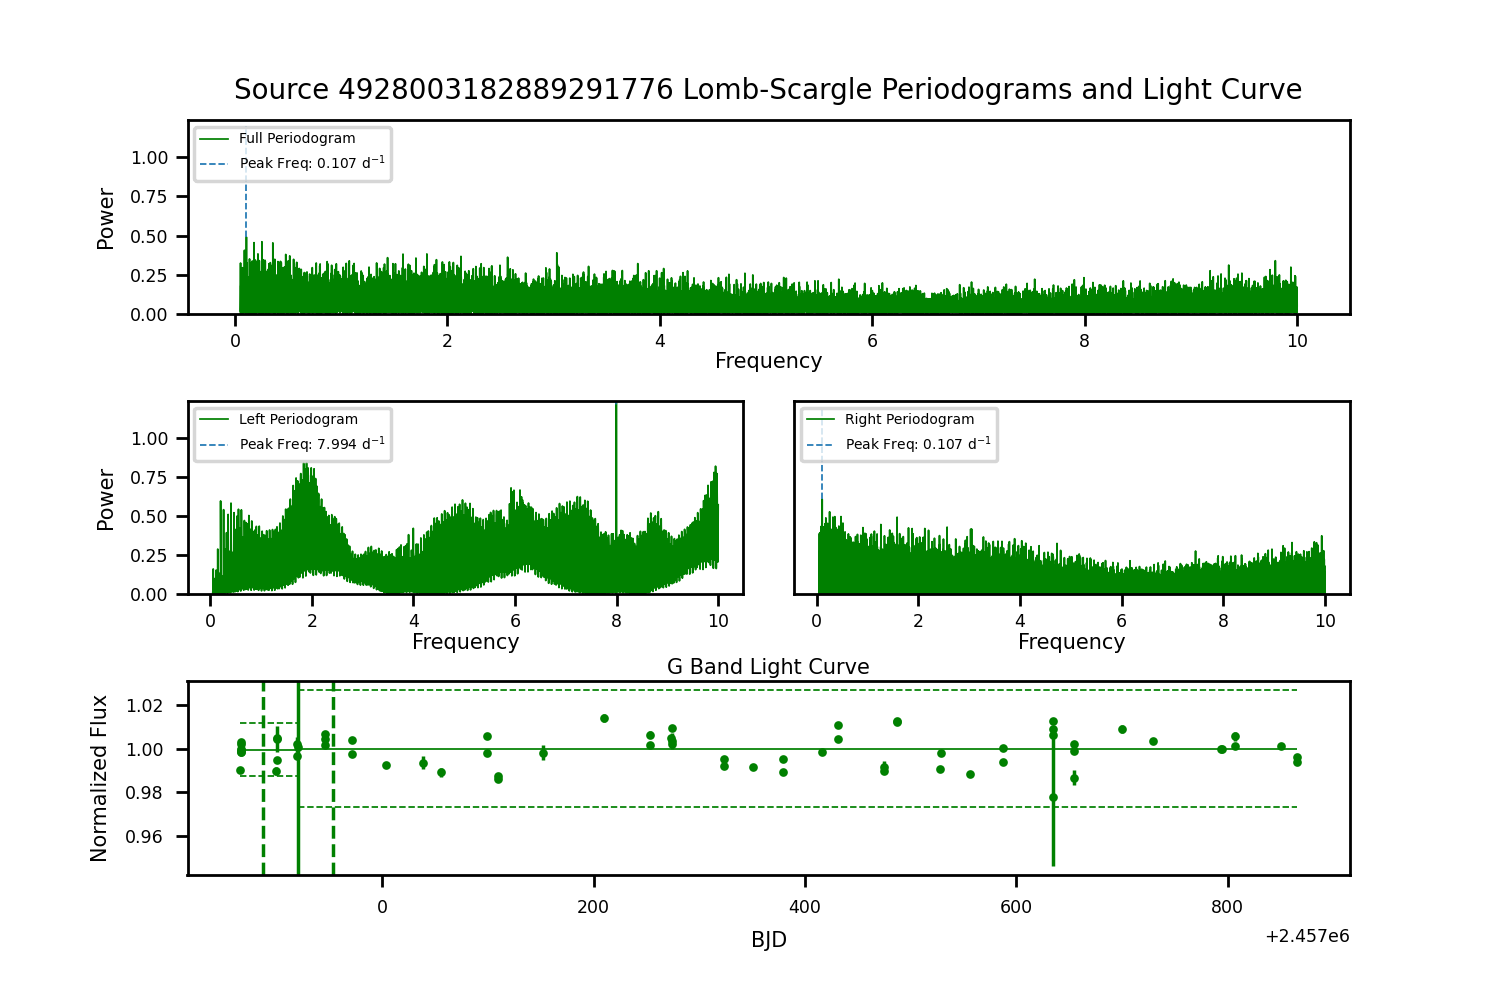 Source 4928003182889291776 Lomb-Scargle Periodograms and Light Curve
Full Periodogram
Peak Freq: 0.107 d⁻¹
Power
1.00
0.75
0.50
0.25
0.00
0 2 4 6 8 10
Frequency
Left Periodogram
Peak Freq: 7.994 d⁻¹
Power
1.00
0.75
0.50
0.25
0.00
0 2 4 6 8 10
Frequency
Right Periodogram
Peak Freq: 0.107 d⁻¹
0 2 4 6 8 10
Frequency
G Band Light Curve
Normalized Flux
1.02
1.00
0.98
0.96
0 200 400 600 800
BJD
+2.457e6